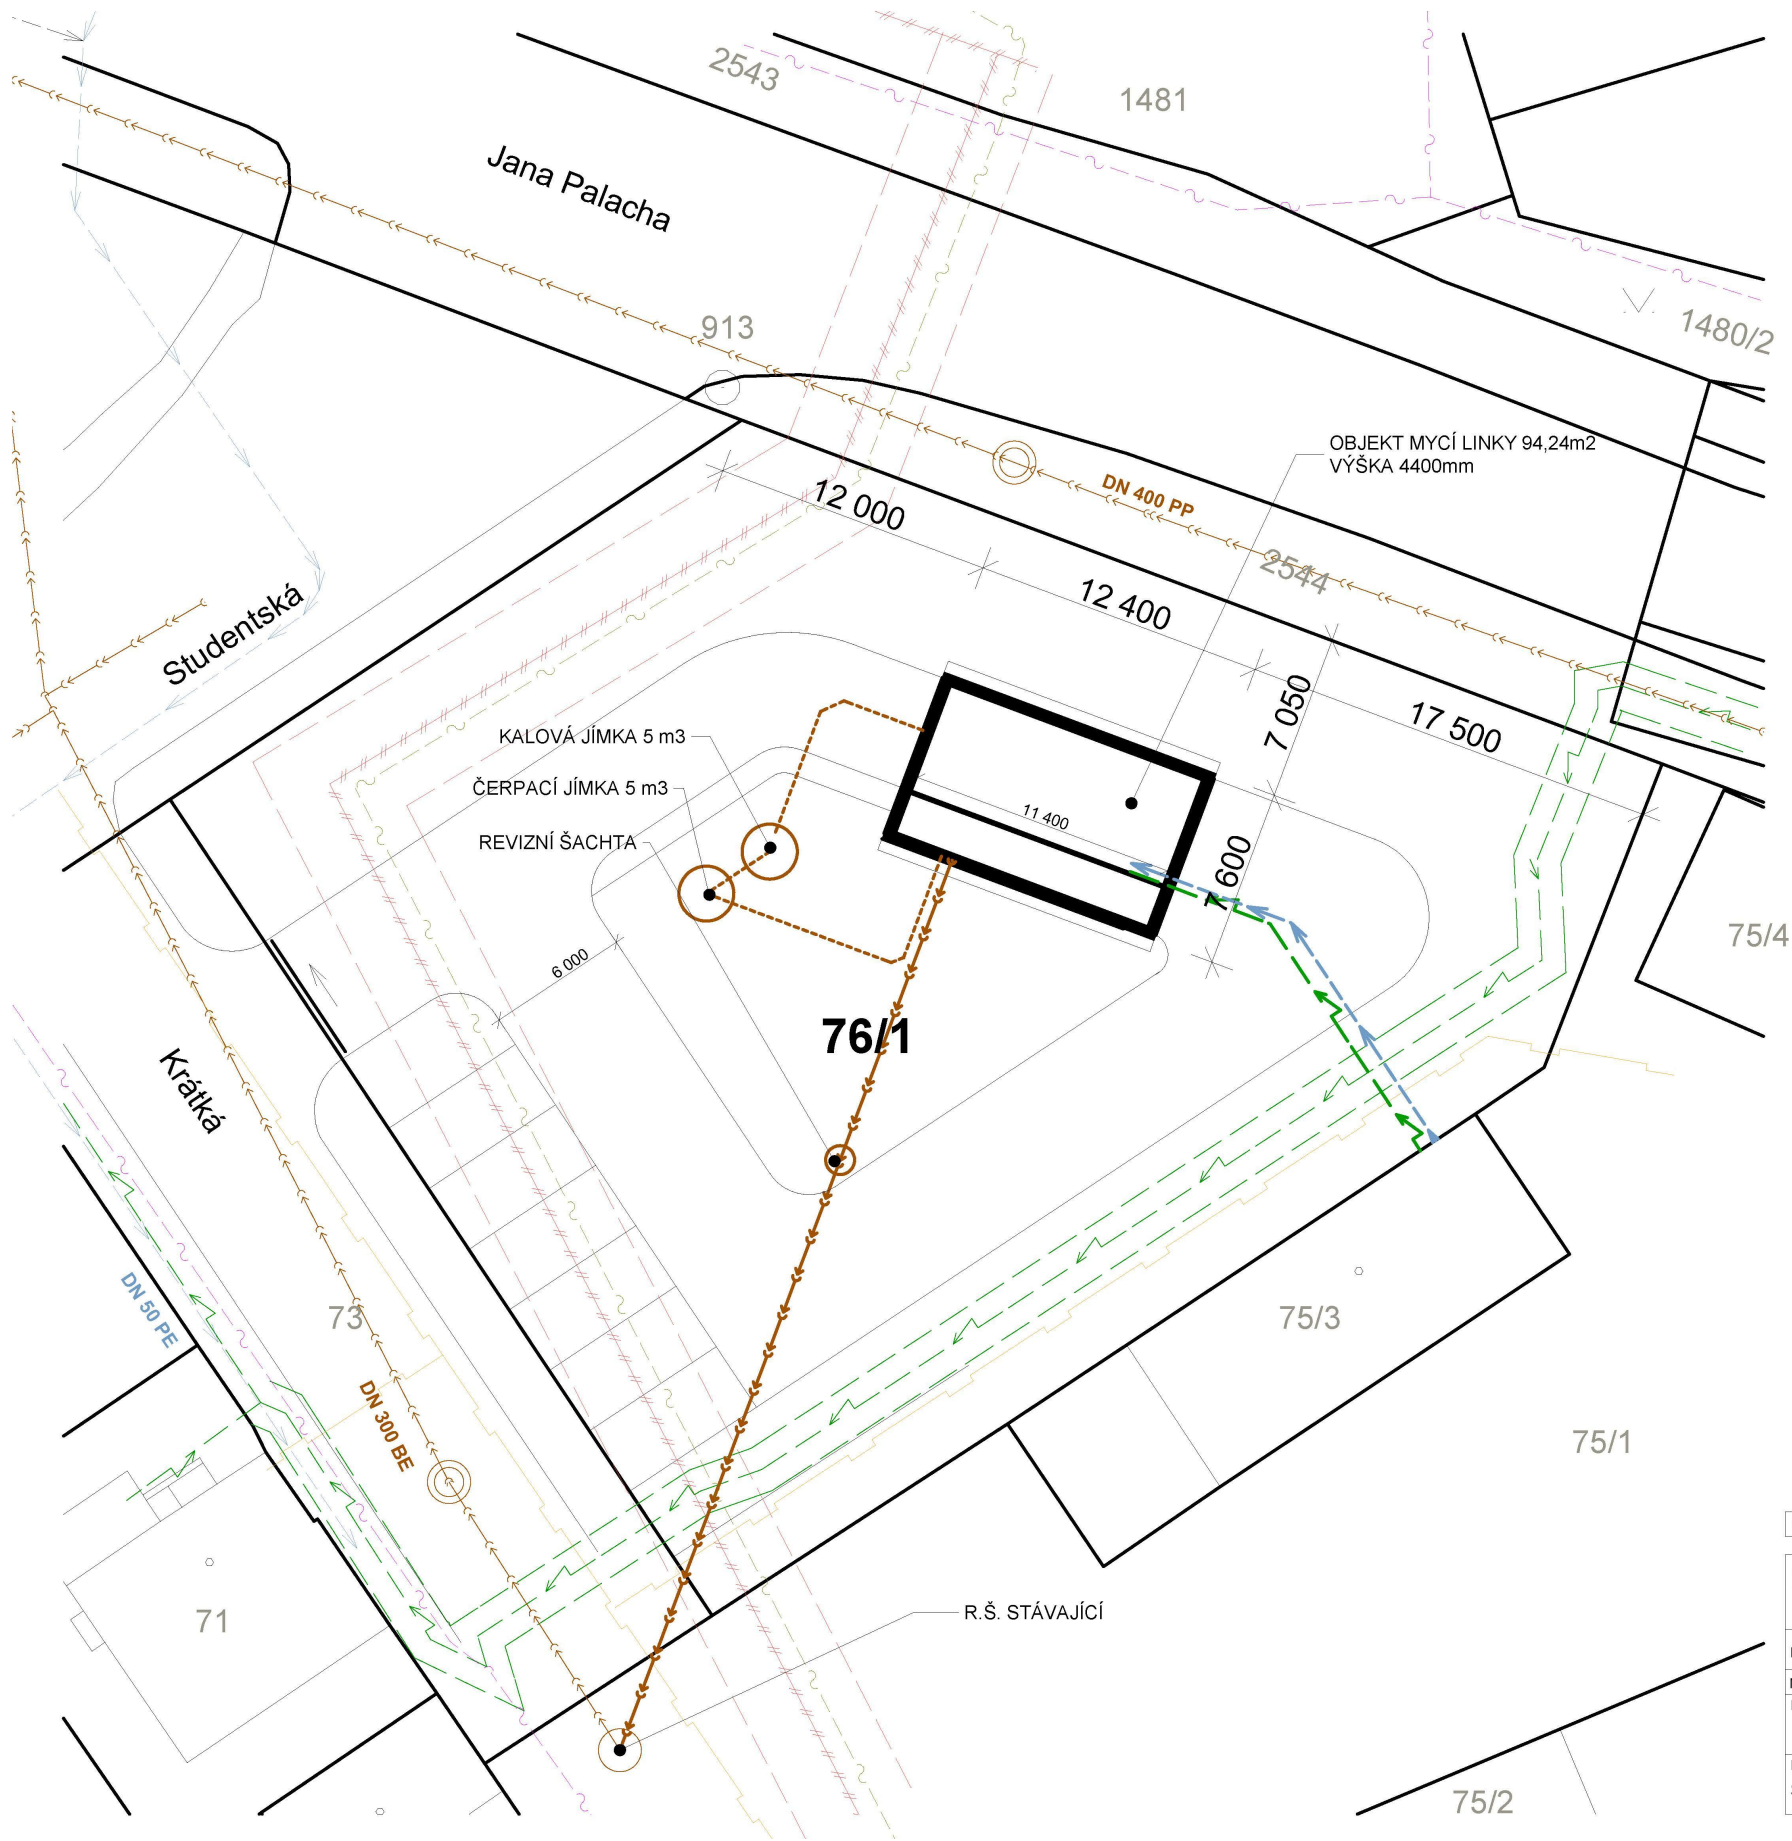 2543
1481
Jana Palacha
1480/2
913
OBJEKT MYCÍ LINKY 94,24m2
VÝŠKA 4400mm
DN 400 PP
12 000
2544
12 400
Studentská
7 050
17 500
KALOVÁ JÍMKA 5 m3
ČERPACÍ JÍMKA 5 m3
REVIZNÍ ŠACHTA
11 400
7 600
75/4
6 000
76/1
Krátká
DN 50 PE
73
75/3
DN 300 BE
75/1
71
R.Š. STÁVAJÍCÍ
75/2